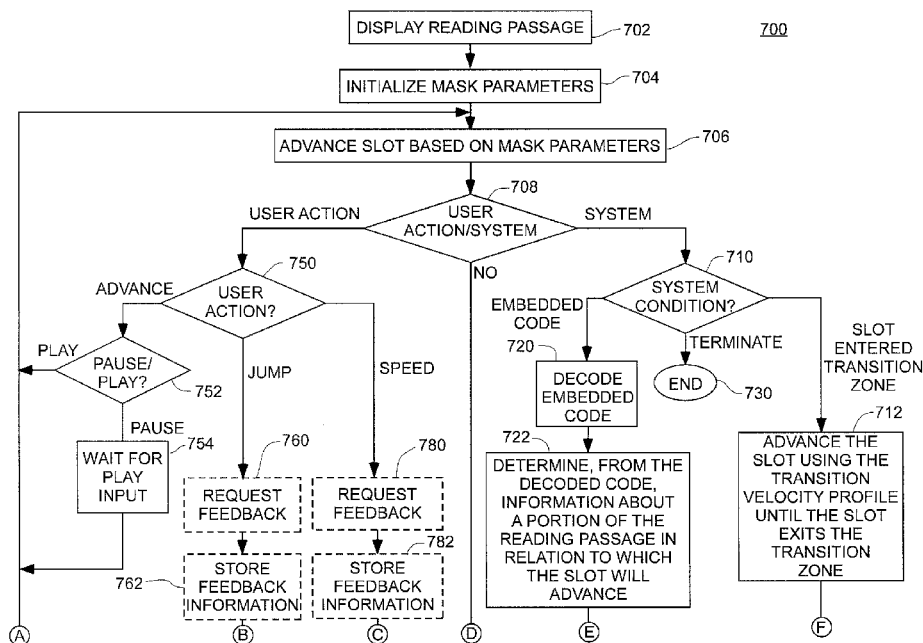 DISPLAY READING PASSAGE
702
700
INITIALIZE MASK PARAMETERS
704
ADVANCE SLOT BASED ON MASK PARAMETERS
706
708
USER ACTION
USER
ACTION/SYSTEM
SYSTEM
NO
750
ADVANCE
USER
ACTION?
710
SYSTEM
CONDITION?
PLAY
PAUSE/
PLAY?
752
JUMP
SPEED
EMBEDDED
CODE
720
DECODE
EMBEDDED
CODE
TERMINATE
END
730
SLOT
ENTERED
TRANSITION
ZONE
PAUSE
754
WAIT FOR
PLAY
INPUT
760
REQUEST
FEEDBACK
780
REQUEST
FEEDBACK
722
DETERMINE, FROM THE
DECODED CODE,
INFORMATION ABOUT
A PORTION OF THE
READING PASSAGE IN
RELATION TO WHICH
THE SLOT WILL
ADVANCE
712
ADVANCE THE
SLOT USING THE
TRANSITION
VELOCITY PROFILE
UNTIL THE SLOT
EXITS THE
TRANSITION
ZONE
762
STORE
FEEDBACK
INFORMATION
782
STORE
FEEDBACK
INFORMATION
A
B
C
D
E
F